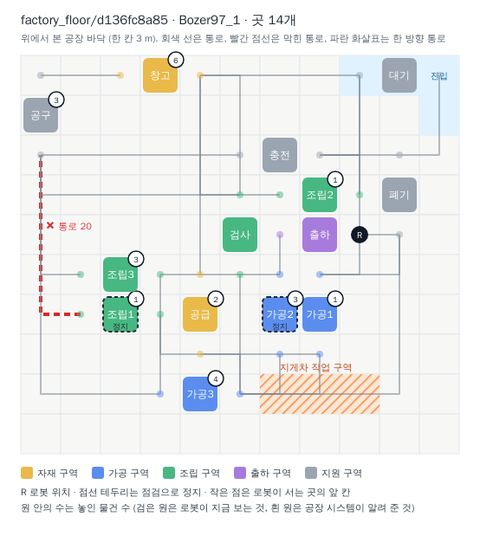 factory_floor/d136fc8a85 · Bozer97_1 · 곳 14개
위에서 본 공장 바닥 (한 칸 3 m). 회색 선은 통로, 빨간 점선은 막힌 통로, 파란 화살표는 한 방향 통로
6
창고
대기
진입
3
공구
충전
1
조립2
폐기
✖ 통로 20
검사
출하
R
3
조립3
1
조립1
정지
2
공급
3
가공2
정지
1
가공1
지게차 작업 구역
4
가공3
자재 구역
가공 구역
조립 구역
출하 구역
지원 구역
R 로봇 위치 · 점선 테두리는 점검으로 정지 · 작은 점은 로봇이 서는 곳의 앞 칸
원 안의 수는 놓인 물건 수 (검은 원은 로봇이 지금 보는 것, 흰 원은 공장 시스템이 알려 준 것)